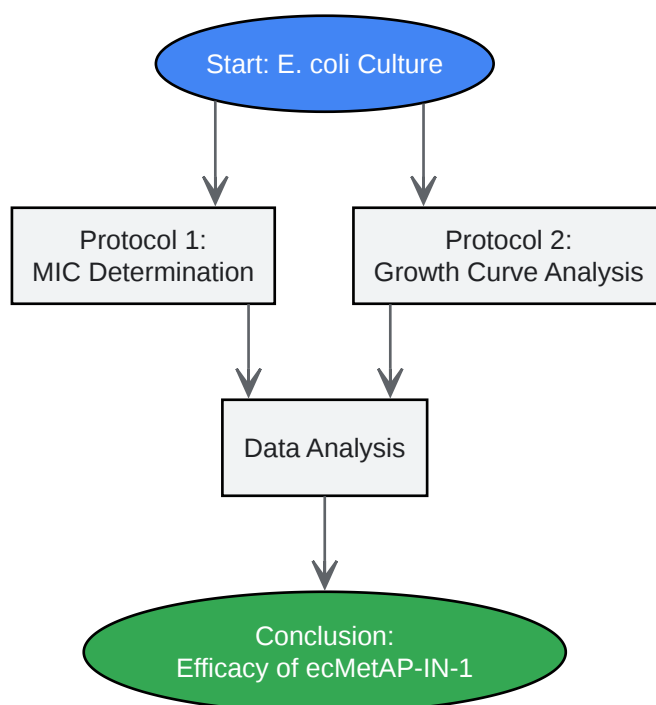 Start: E. coli Culture
Protocol 1:
MIC Determination
Protocol 2:
Growth Curve Analysis
Data Analysis
Conclusion:
Efficacy of ecMetAP-IN-1